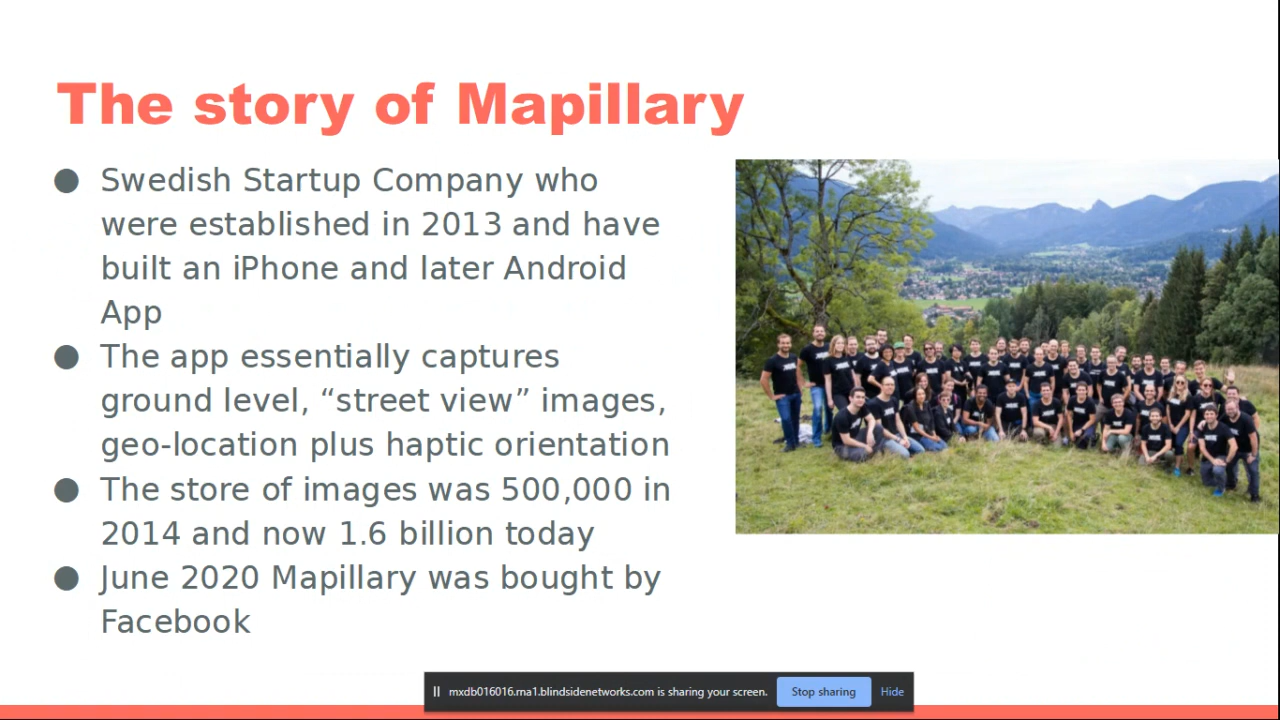 The story of Mapillary
● Swedish Startup Company who
were established in 2013 and have
built an iPhone and later Android
App
● The app essentially captures
ground level, “street view” images,
geo-location plus haptic orientation
● The store of images was 500,000 in
2014 and now 1.6 billion today
● June 2020 Mapillary was bought by
Facebook
mxdb016016.rna1.blindsidenetworks.com is sharing your screen. Stop sharing Hide